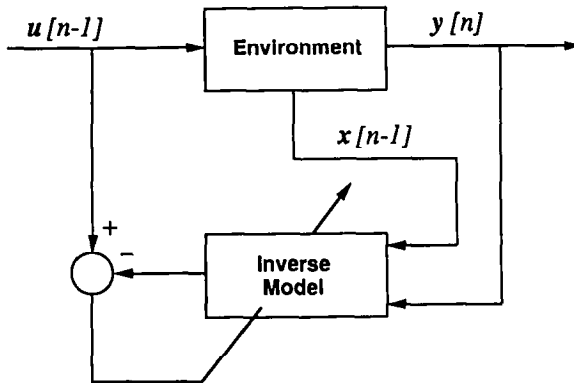 u [n-1]
Environment
y [n]
x [n-1]
+
−
Inverse
Model